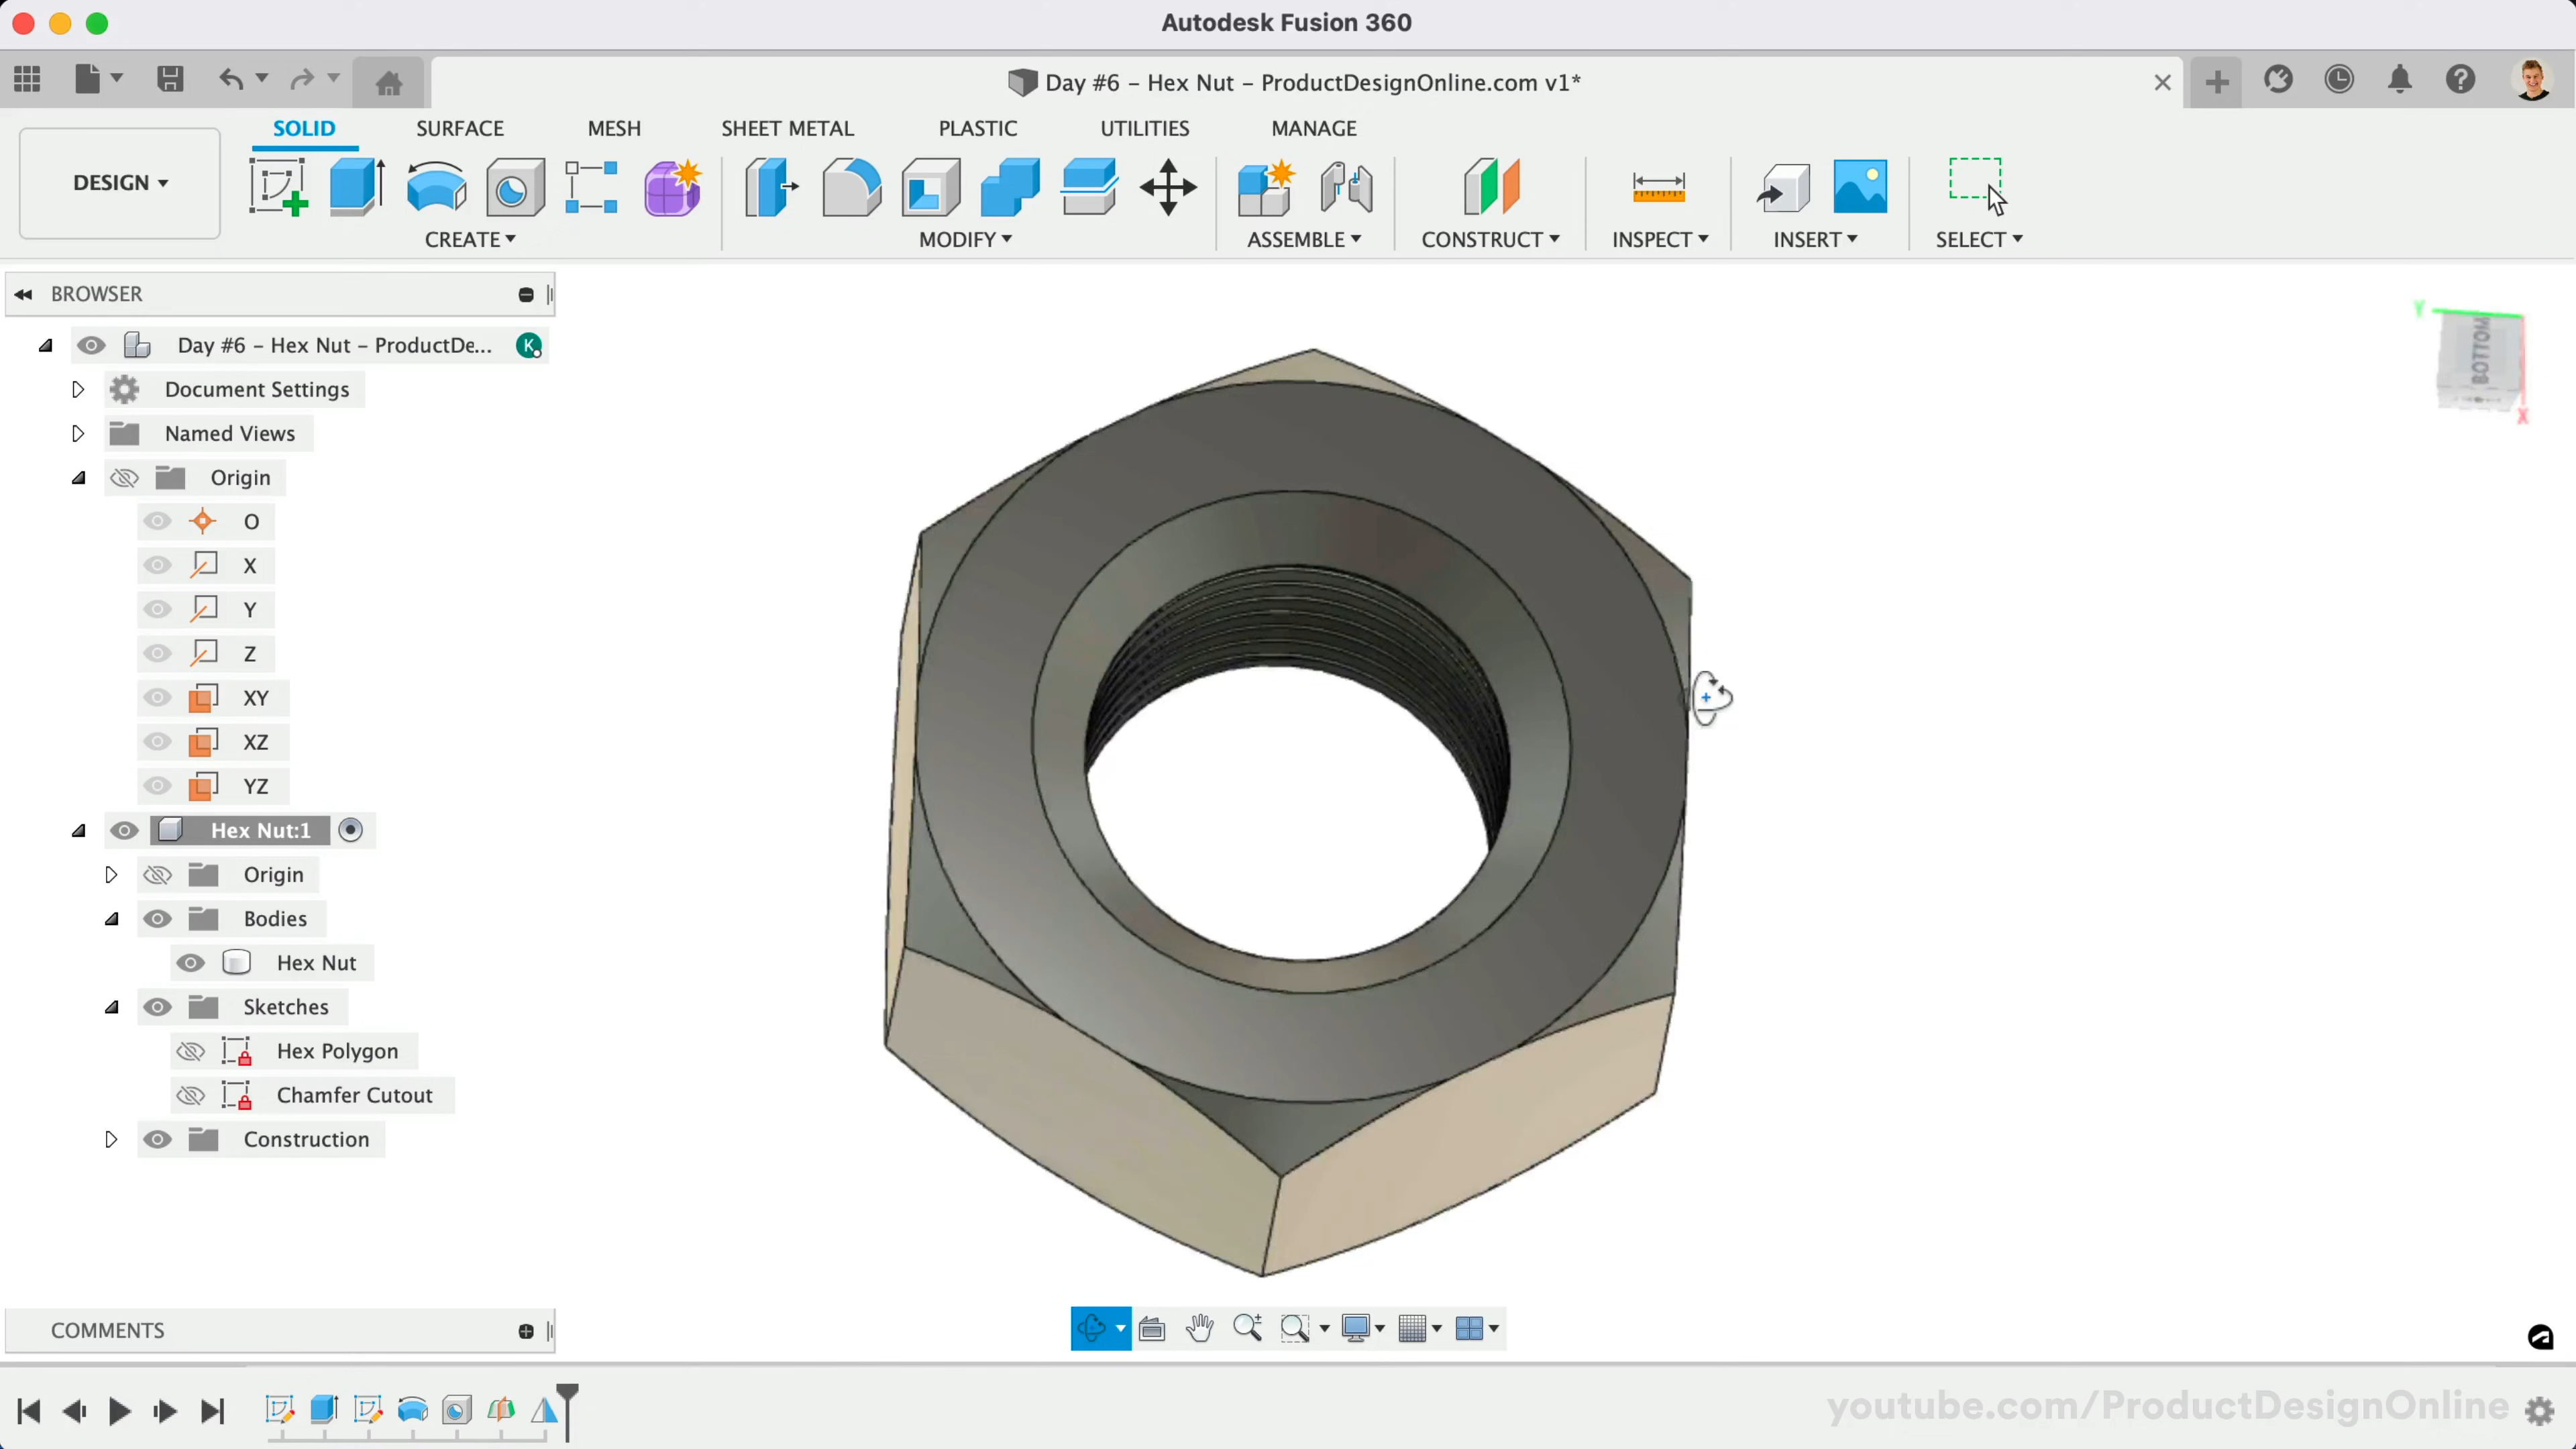 Autodesk Fusion 360
Day #6 – Hex Nut – ProductDesignOnline.com v1*
SOLID SURFACE MESH SHEET METAL PLASTIC UTILITIES MANAGE
DESIGN
CREATE MODIFY ASSEMBLE CONSTRUCT INSPECT INSERT SELECT
BROWSER
Day #6 – Hex Nut – ProductDe... K
Document Settings
Named Views
Origin
O
X
Y
Z
XY
XZ
YZ
Hex Nut:1
Origin
Bodies
Hex Nut
Sketches
Hex Polygon
Chamfer Cutout
Construction
Y
BOTTOM
X
COMMENTS
youtube.com/ProductDesignOnline